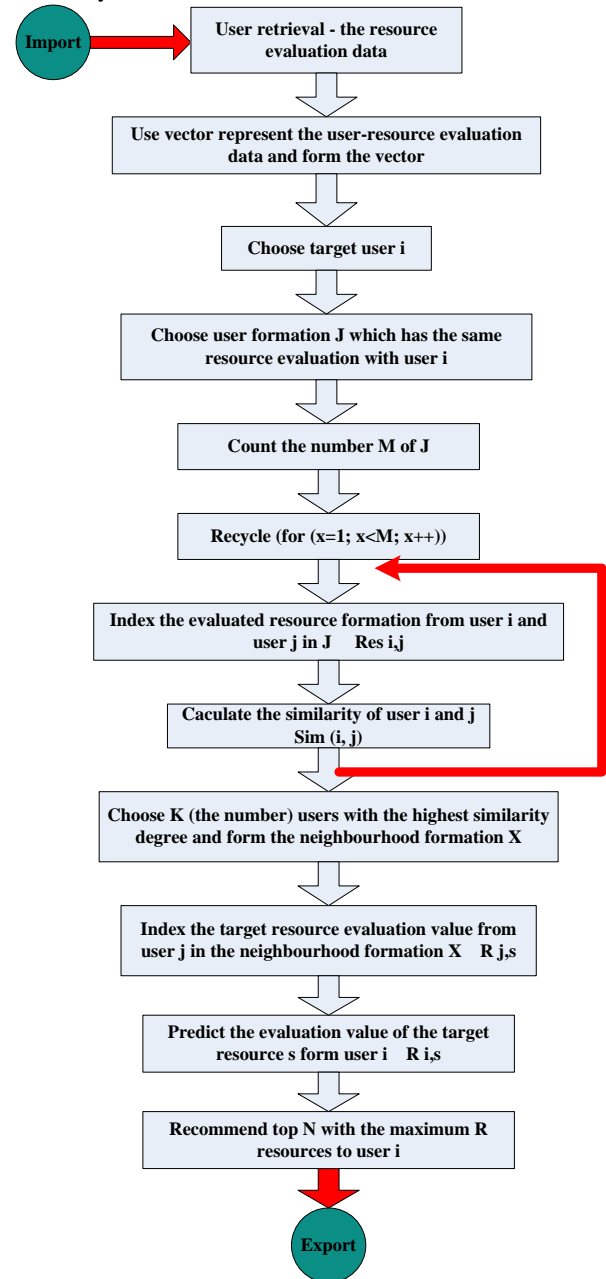 Import
User retrieval - the resource
evaluation data
Use vector represent the user-resource evaluation
data and form the vector
Choose target user i
Choose user formation J which has the same
resource evaluation with user i
Count the number M of J
Recycle (for (x=1; x<M; x++))
Index the evaluated resource formation from user i and
user j in J Res i,j
Caculate the similarity of user i and j
Sim (i, j)
Choose K (the number) users with the highest similarity
degree and form the neighbourhood formation X
Index the target resource evaluation value from
user j in the neighbourhood formation X R j,s
Predict the evaluation value of the target
resource s form user i R i,s
Recommend top N with the maximum R
resources to user i
Export